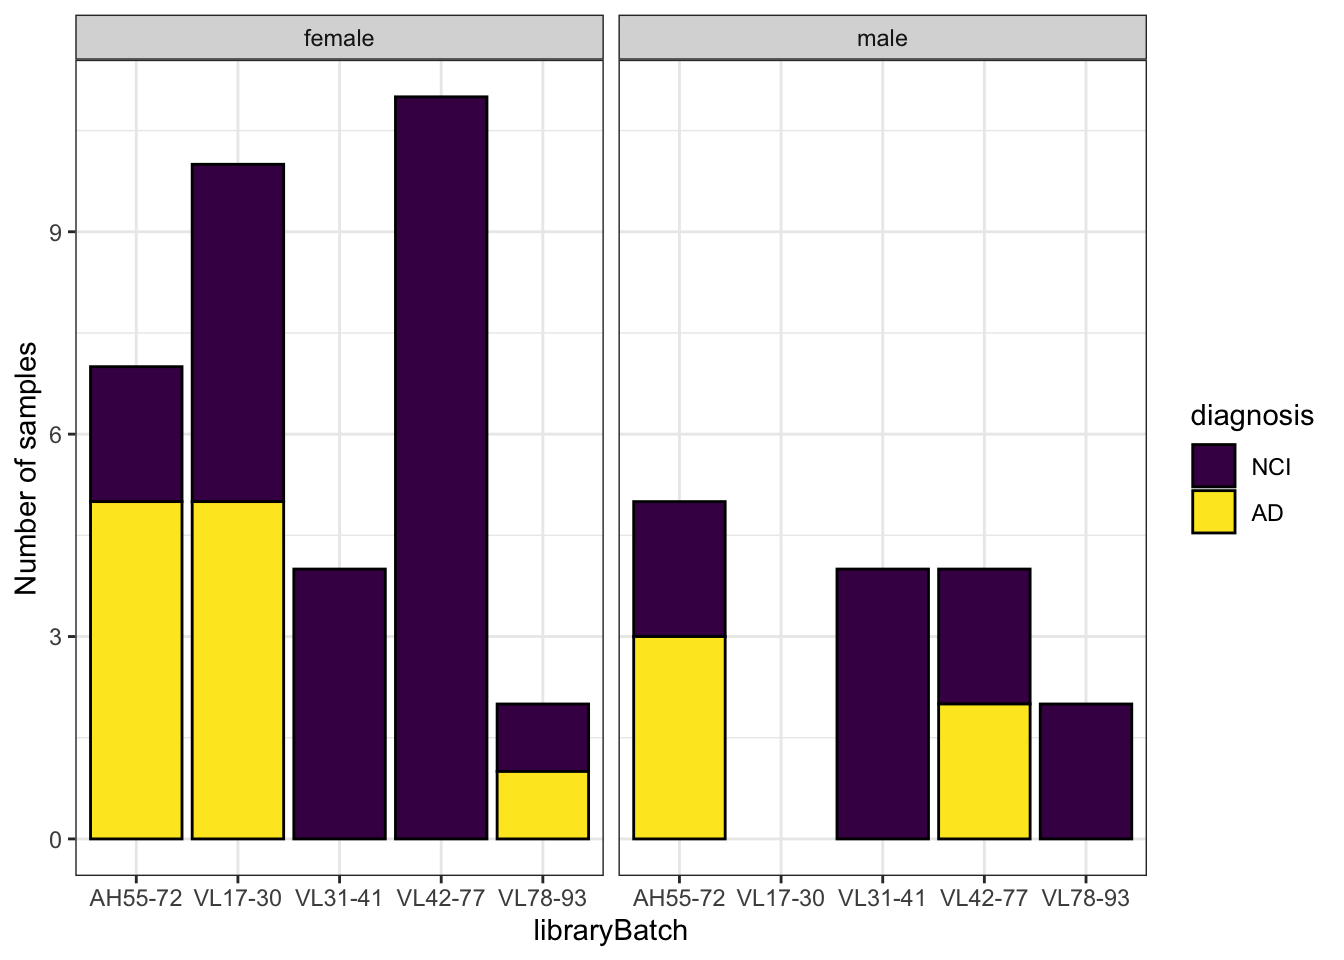 female male
Number of samples
9
6
3
0
AH55-72 VL17-30 VL31-41 VL42-77 VL78-93 AH55-72 VL17-30 VL31-41 VL42-77 VL78-93
libraryBatch
diagnosis
NCI
AD